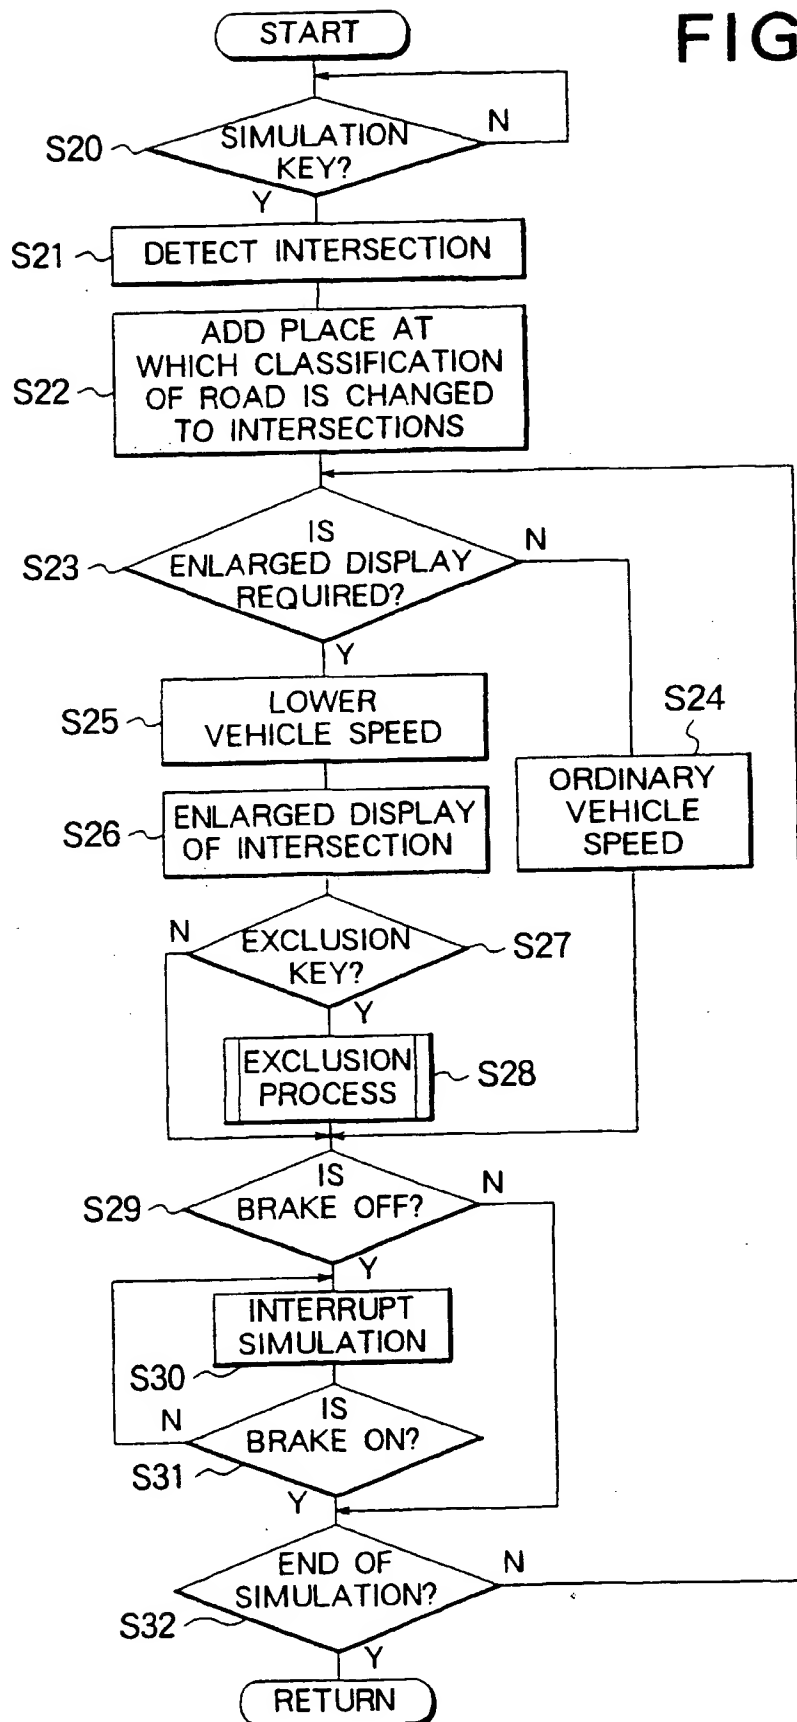 FIG
START
S20
SIMULATION
KEY?
N
Y
S21
DETECT INTERSECTION
S22
ADD PLACE AT
WHICH CLASSIFICATION
OF ROAD IS CHANGED
TO INTERSECTIONS
S23
IS
ENLARGED DISPLAY
REQUIRED?
N
Y
S25
LOWER
VEHICLE SPEED
S24
ORDINARY
VEHICLE
SPEED
S26
ENLARGED DISPLAY
OF INTERSECTION
N
EXCLUSION
KEY?
S27
Y
EXCLUSION
PROCESS
S28
S29
IS
BRAKE OFF?
N
Y
INTERRUPT
SIMULATION
S30
N
IS
BRAKE ON?
S31
Y
END OF
SIMULATION?
N
S32
Y
RETURN